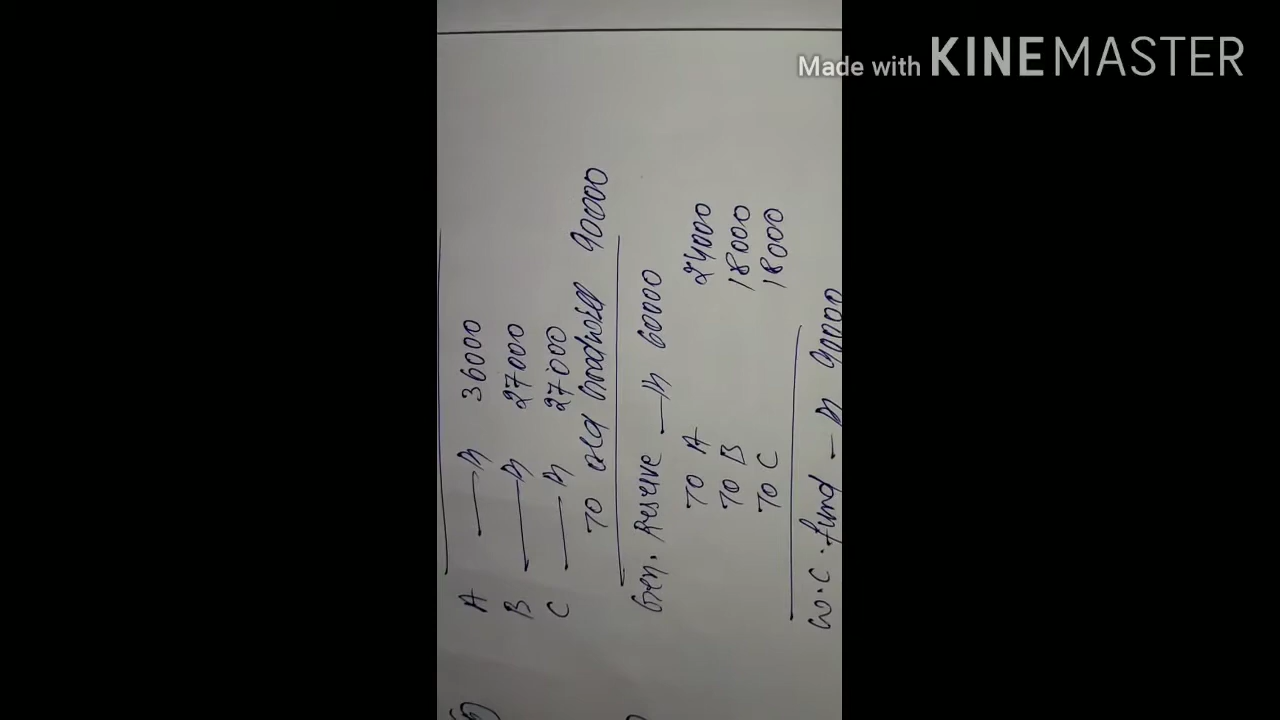 Made with KINEMASTER
A — Dr 36000
B — Dr 27000
C — Dr 27000
To old Goodwill 90000
Gen. Reserve — Dr 60000
To A 24000
To B 18000
To C 18000
W.C. fund — Dr 90000